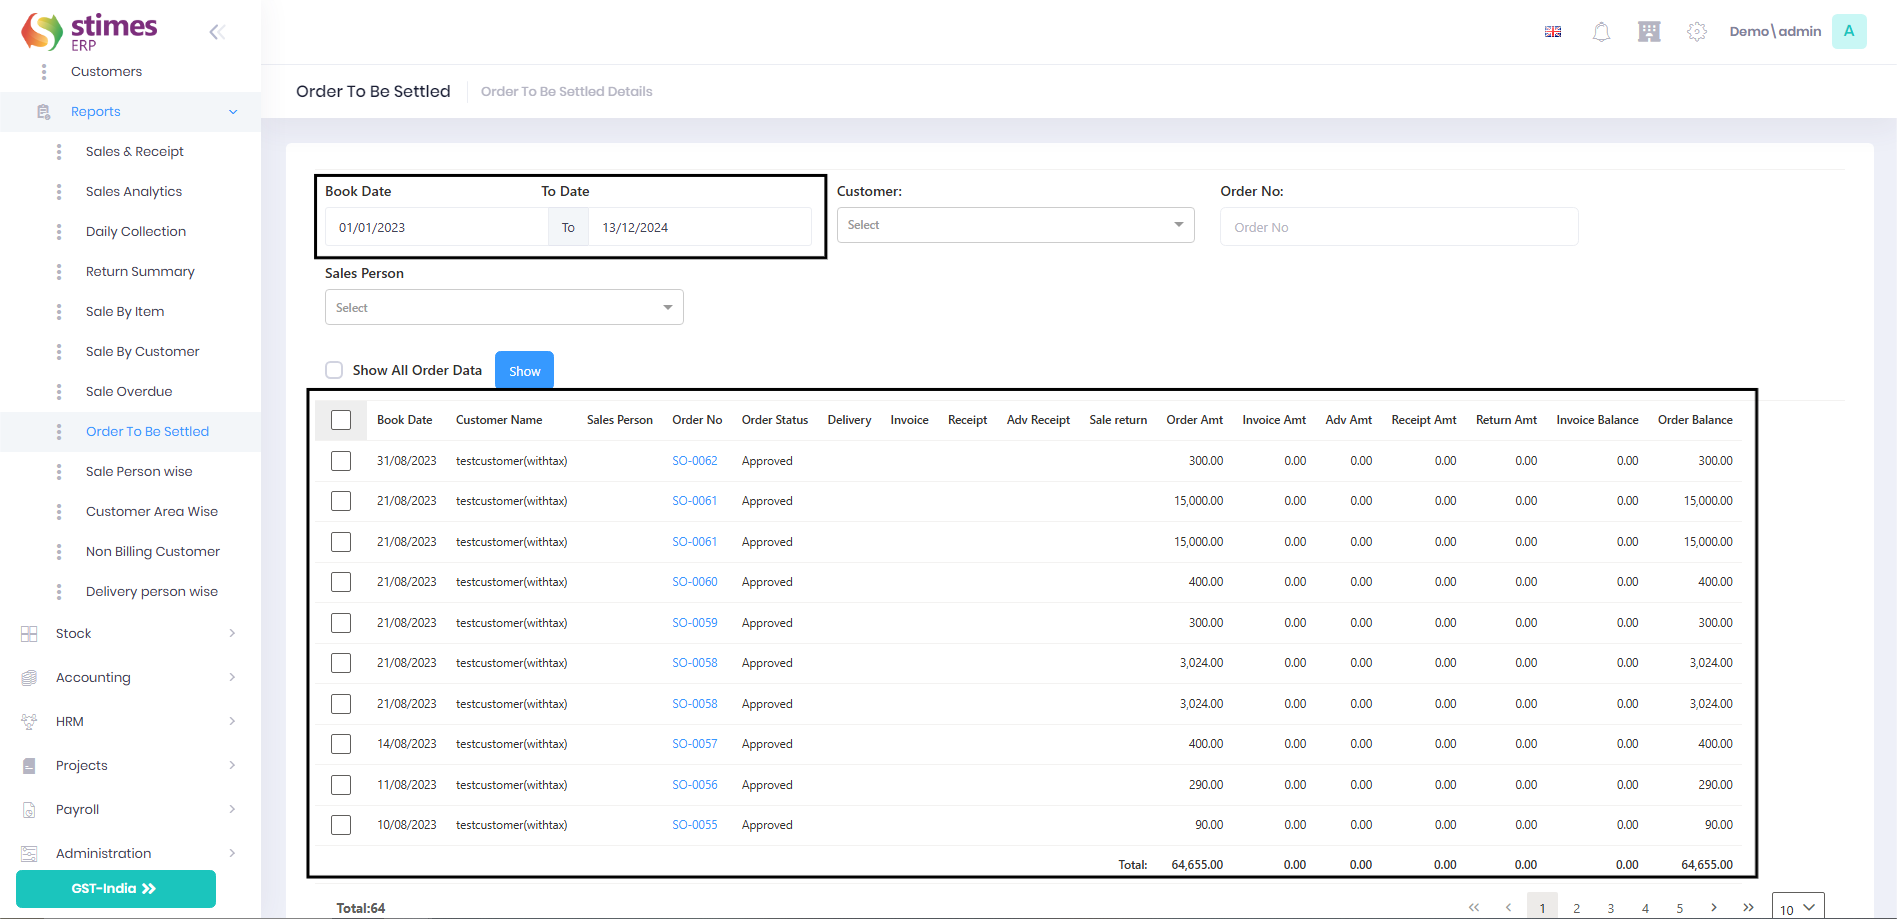 stimes
ERP
Customers
Reports
Sales & Receipt
Sales Analytics
Daily Collection
Return Summary
Sale By Item
Sale By Customer
Sale Overdue
Order To Be Settled
Sale Person wise
Customer Area Wise
Non Billing Customer
Delivery person wise
Stock
Accounting
HRM
Projects
Payroll
Administration
GST-India
Demo\admin A
Order To Be Settled Order To Be Settled Details
Book Date To Date Customer: Order No:
01/01/2023 To 13/12/2024 Select Order No
Sales Person
Select
Show All Order Data Show
Book Date Customer Name Sales Person Order No Order Status Delivery Invoice Receipt Adv Receipt Sale return Order Amt Invoice Amt Adv Amt Receipt Amt Return Amt Invoice Balance Order Balance
31/08/2023 testcustomer(withtax) SO-0062 Approved 300.00 0.00 0.00 0.00 0.00 0.00 300.00
21/08/2023 testcustomer(withtax) SO-0061 Approved 15,000.00 0.00 0.00 0.00 0.00 0.00 15,000.00
21/08/2023 testcustomer(withtax) SO-0061 Approved 15,000.00 0.00 0.00 0.00 0.00 0.00 15,000.00
21/08/2023 testcustomer(withtax) SO-0060 Approved 400.00 0.00 0.00 0.00 0.00 0.00 400.00
21/08/2023 testcustomer(withtax) SO-0059 Approved 300.00 0.00 0.00 0.00 0.00 0.00 300.00
21/08/2023 testcustomer(withtax) SO-0058 Approved 3,024.00 0.00 0.00 0.00 0.00 0.00 3,024.00
21/08/2023 testcustomer(withtax) SO-0058 Approved 3,024.00 0.00 0.00 0.00 0.00 0.00 3,024.00
14/08/2023 testcustomer(withtax) SO-0057 Approved 400.00 0.00 0.00 0.00 0.00 0.00 400.00
11/08/2023 testcustomer(withtax) SO-0056 Approved 290.00 0.00 0.00 0.00 0.00 0.00 290.00
10/08/2023 testcustomer(withtax) SO-0055 Approved 90.00 0.00 0.00 0.00 0.00 0.00 90.00
Total: 64,655.00 0.00 0.00 0.00 0.00 0.00 64,655.00
Total:64 1 2 3 4 5 10